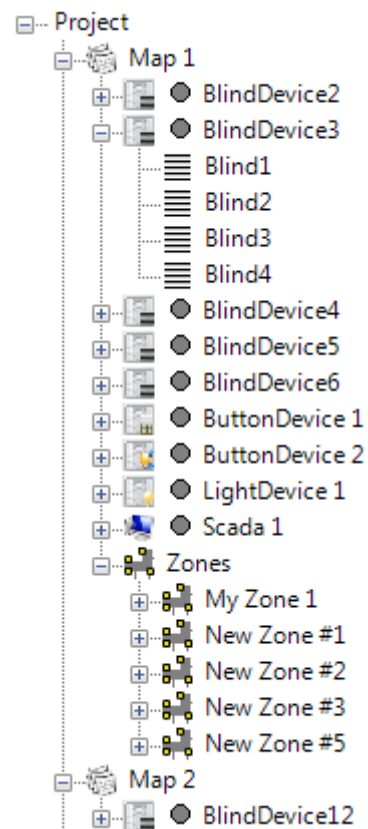 Project
Map 1
BlindDevice2
BlindDevice3
Blind1
Blind2
Blind3
Blind4
BlindDevice4
BlindDevice5
BlindDevice6
ButtonDevice 1
ButtonDevice 2
LightDevice 1
Scada 1
Zones
My Zone 1
New Zone #1
New Zone #2
New Zone #3
New Zone #5
Map 2
BlindDevice12